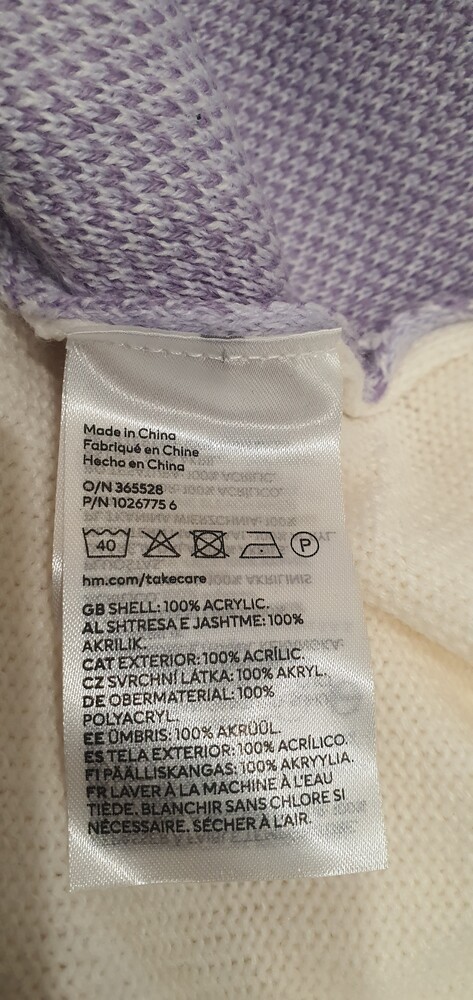 Made in China
Fabriqué en Chine
Hecho en China
O/N 365528
P/N 1026775 6
40 P
hm.com/takecare
GB SHELL: 100% ACRYLIC.
AL SHTRESA E JASHTME: 100%
AKRILIK.
CAT EXTERIOR: 100% ACRÍLIC.
CZ SVRCHNÍ LÁTKA: 100% AKRYL.
DE OBERMATERIAL: 100%
POLYACRYL.
EE ÜMBRIS: 100% AKRÜÜL.
ES TELA EXTERIOR: 100% ACRÍLICO.
FI PÄÄLLISKANGAS: 100% AKRYYLIA.
FR LAVER À LA MACHINE À L'EAU
TIÈDE. BLANCHIR SANS CHLORE SI
NÉCESSAIRE. SÉCHER À L'AIR.